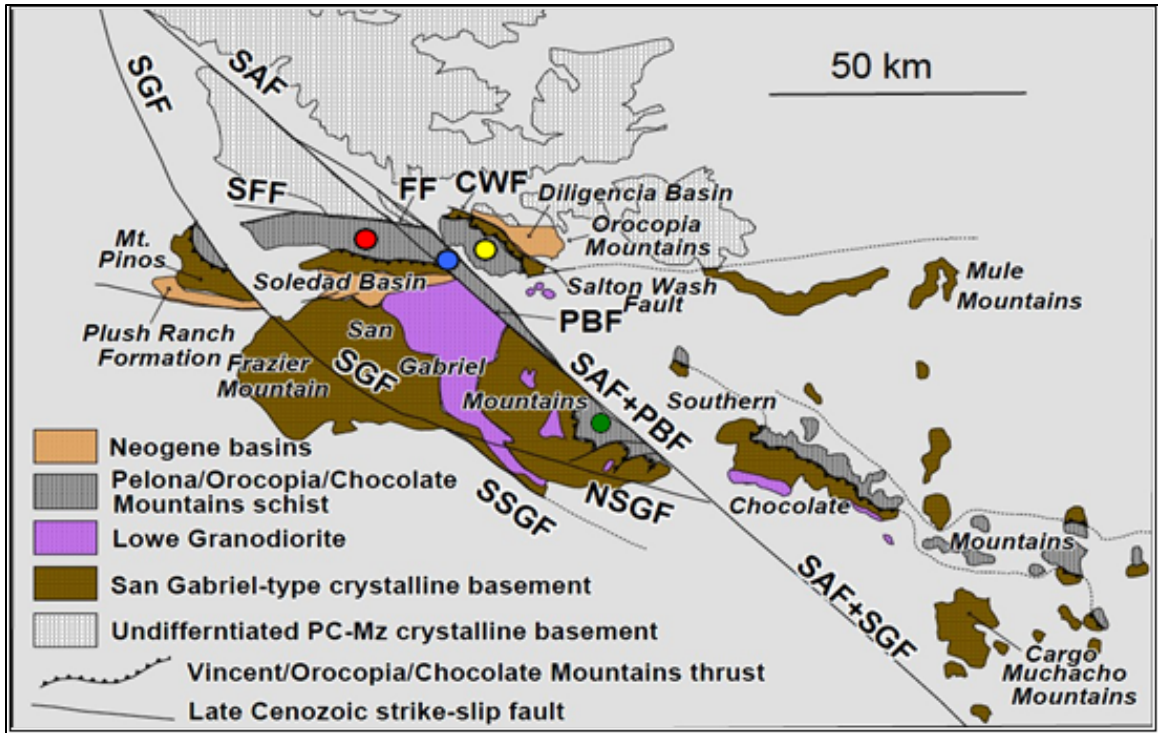 SGF
SAF
50 km
SFF
FF
CWF
Diligencia Basin
Orocopia
Mountains
Mt.
Pinos
Soledad Basin
Salton Wash
Fault
Mule
Mountains
Plush Ranch
Formation
PBF
San
Gabriel
Mountains
Frazier
Mountain
SGF
SAF+PBF
Southern
Chocolate
Mountains
NSGF
SSGF
SAF+SGF
Cargo
Muchacho
Mountains
Neogene basins
Pelona/Orocopia/Chocolate
Mountains schist
Lowe Granodiorite
San Gabriel-type crystalline basement
Undifferntiated PC-Mz crystalline basement
Vincent/Orocopia/Chocolate Mountains thrust
Late Cenozoic strike-slip fault